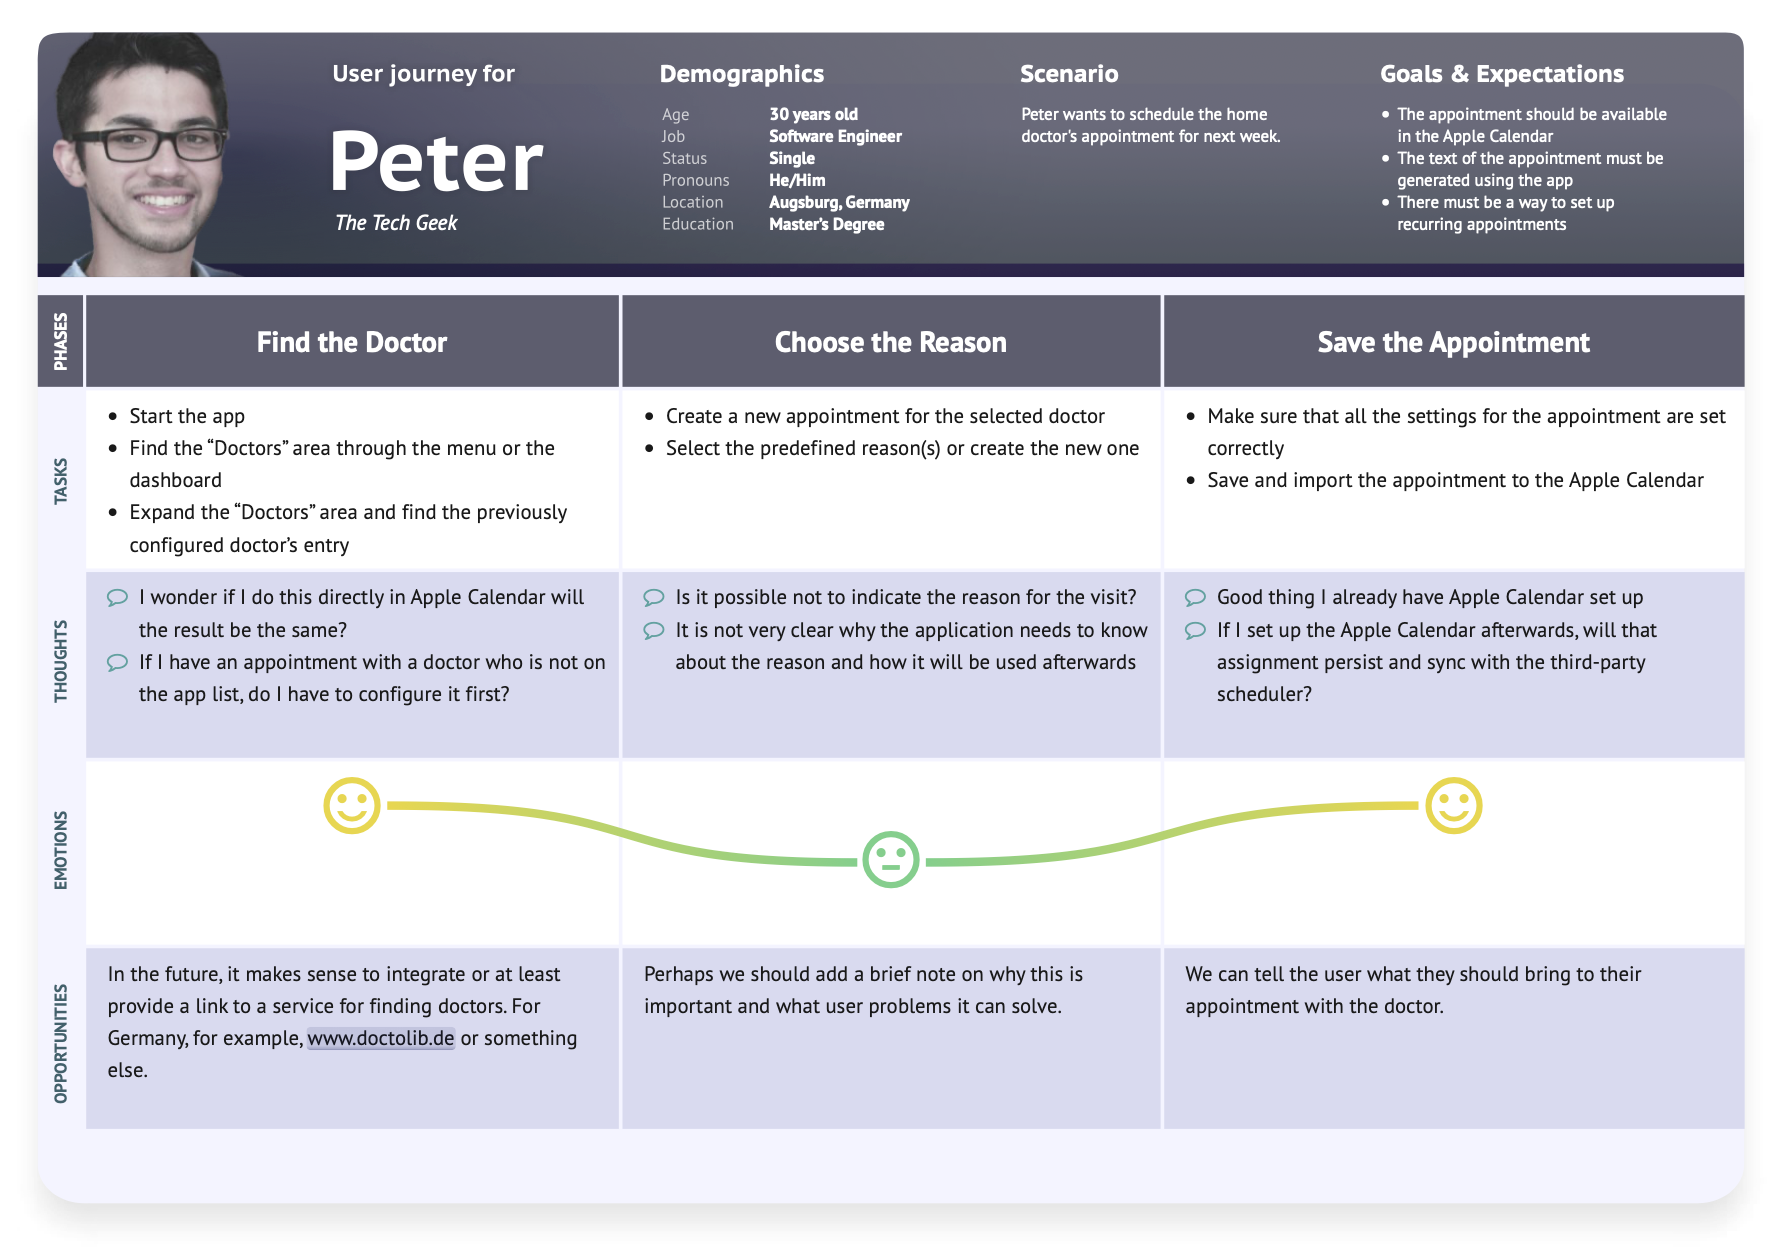 User journey for
Peter
The Tech Geek
Demographics
Age 30 years old
Job Software Engineer
Status Single
Pronouns He/Him
Location Augsburg, Germany
Education Master's Degree
Scenario
Peter wants to schedule the home
doctor's appointment for next week.
Goals & Expectations
• The appointment should be available
in the Apple Calendar
• The text of the appointment must be
generated using the app
• There must be a way to set up
recurring appointments
PHASES
Find the Doctor
Choose the Reason
Save the Appointment
TASKS
• Start the app
• Find the “Doctors” area through the menu or the
dashboard
• Expand the “Doctors” area and find the previously
configured doctor’s entry
• Create a new appointment for the selected doctor
• Select the predefined reason(s) or create the new one
• Make sure that all the settings for the appointment are set
correctly
• Save and import the appointment to the Apple Calendar
THOUGHTS
I wonder if I do this directly in Apple Calendar will
the result be the same?
If I have an appointment with a doctor who is not on
the app list, do I have to configure it first?
Is it possible not to indicate the reason for the visit?
It is not very clear why the application needs to know
about the reason and how it will be used afterwards
Good thing I already have Apple Calendar set up
If I set up the Apple Calendar afterwards, will that
assignment persist and sync with the third-party
scheduler?
EMOTIONS
OPPORTUNITIES
In the future, it makes sense to integrate or at least
provide a link to a service for finding doctors. For
Germany, for example, www.doctolib.de or something
else.
Perhaps we should add a brief note on why this is
important and what user problems it can solve.
We can tell the user what they should bring to their
appointment with the doctor.